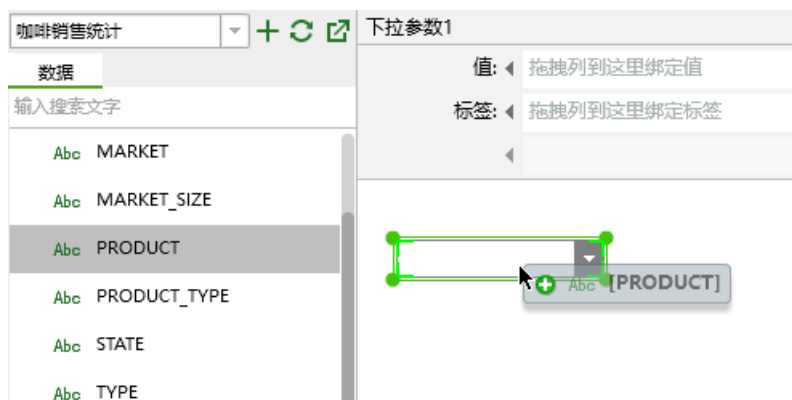 咖啡销售统计
数据
输入搜索文字
Abc MARKET
Abc MARKET_SIZE
Abc PRODUCT
Abc PRODUCT_TYPE
Abc STATE
Abc TYPE
下拉参数1
值: 拖拽列到这里绑定值
标签: 拖拽列到这里绑定标签
Abc [PRODUCT]